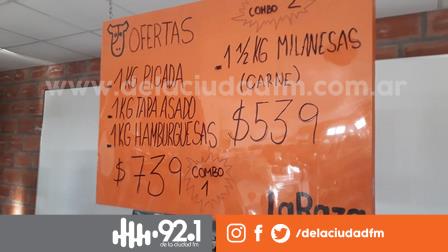 OFERTAS
- 1 KG PICADA
- 1 KG TAPA ASADO
- 1 KG HAMBURGUESAS
$739
COMBO
1
COMBO
2
- 1 ½ KG MILANESAS
(CARNE)
$539
LaRaza
www.delaciudadfm.com.ar
92.1
de la ciudad fm
/delaciudadfm